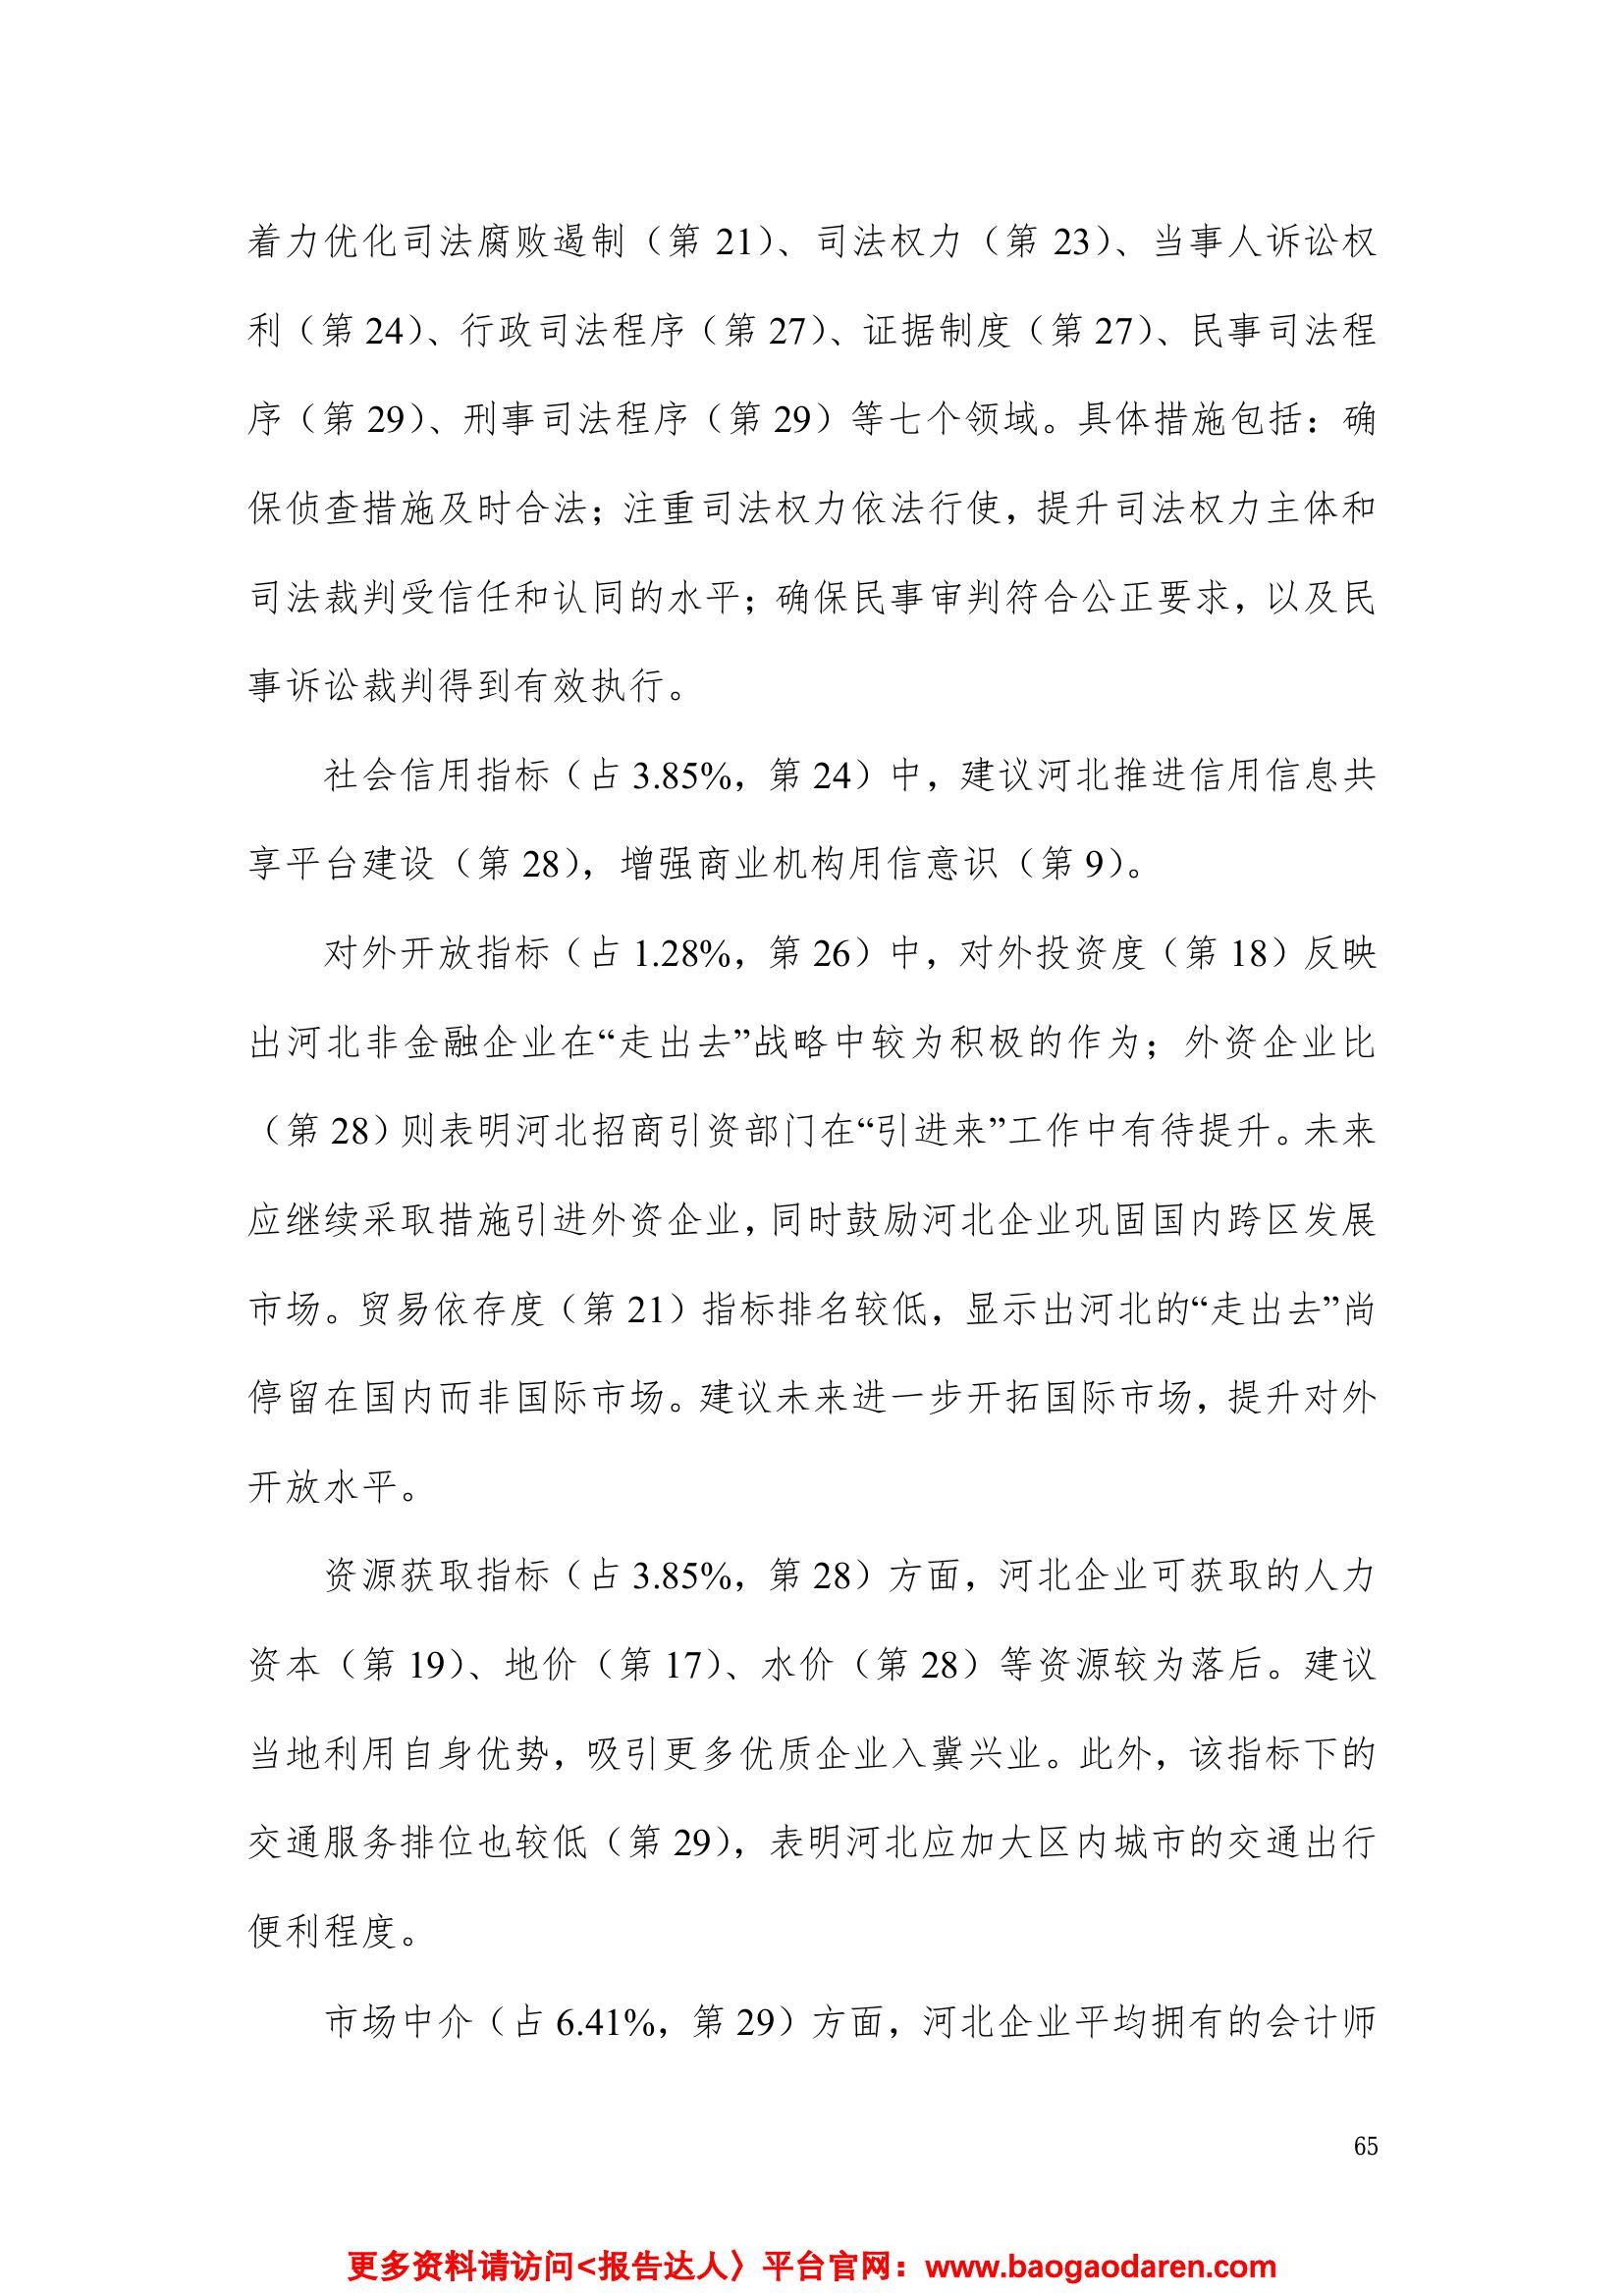 着力优化司法腐败遏制（第 21）、司法权力（第 23）、当事人诉讼权
利（第 24）、行政司法程序（第 27）、证据制度（第 27）、民事司法程
序（第 29）、刑事司法程序（第 29）等七个领域。具体措施包括：确
保侦查措施及时合法；注重司法权力依法行使，提升司法权力主体和
司法裁判受信任和认同的水平；确保民事审判符合公正要求，以及民
事诉讼裁判得到有效执行。
社会信用指标（占 3.85%，第 24）中，建议河北推进信用信息共
享平台建设（第 28），增强商业机构用信意识（第 9）。
对外开放指标（占 1.28%，第 26）中，对外投资度（第 18）反映
出河北非金融企业在“走出去”战略中较为积极的作为；外资企业比
（第 28）则表明河北招商引资部门在“引进来”工作中有待提升。未来
应继续采取措施引进外资企业，同时鼓励河北企业巩固国内跨区发展
市场。贸易依存度（第 21）指标排名较低，显示出河北的“走出去”尚
停留在国内而非国际市场。建议未来进一步开拓国际市场，提升对外
开放水平。
资源获取指标（占 3.85%，第 28）方面，河北企业可获取的人力
资本（第 19）、地价（第 17）、水价（第 28）等资源较为落后。建议
当地利用自身优势，吸引更多优质企业入冀兴业。此外，该指标下的
交通服务排位也较低（第 29），表明河北应加大区内城市的交通出行
便利程度。
市场中介（占 6.41%，第 29）方面，河北企业平均拥有的会计师
65
更多资料请访问<报告达人〉平台官网：www.baogaodaren.com